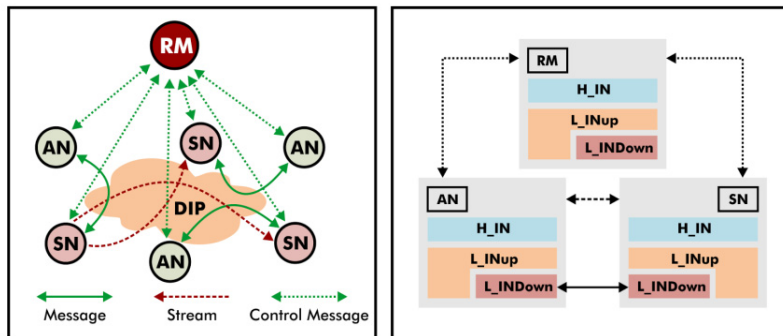 RM
AN
SN
AN
DIP
SN
AN
SN
Message
Stream
Control Message
RM
H_IN
L_INup
L_INDown
AN
H_IN
L_INup
L_INDown
SN
H_IN
L_INup
L_INDown